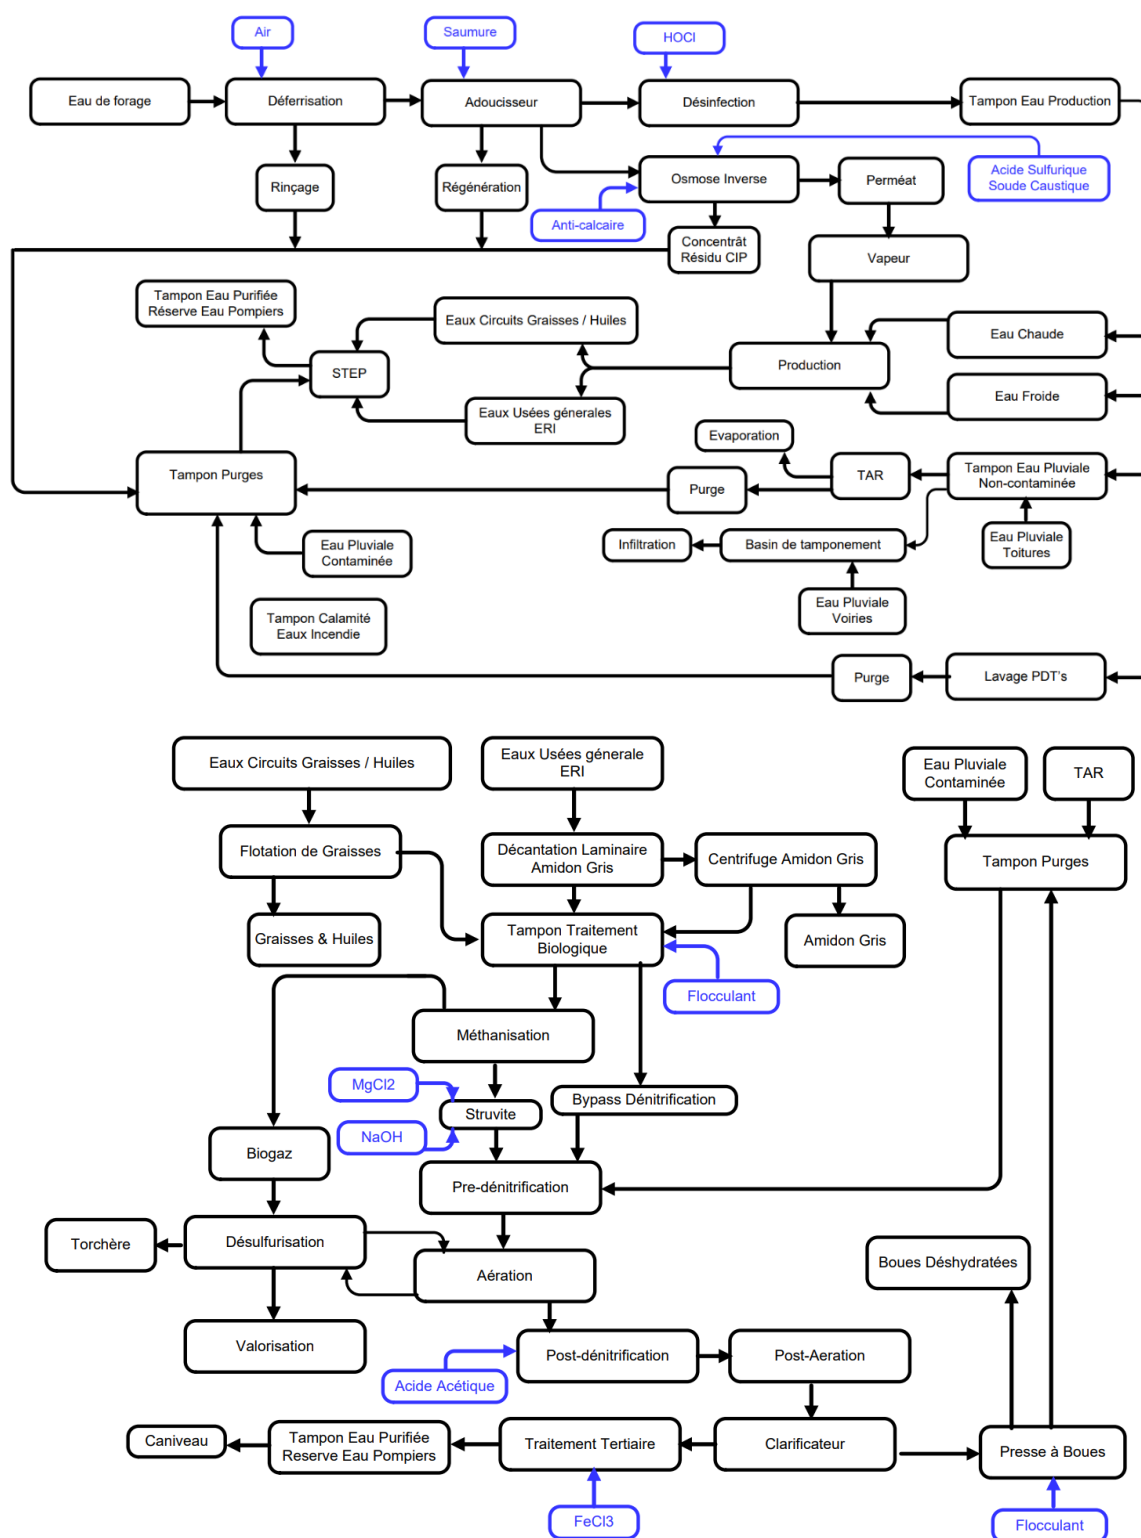 Air
Saumure
HOCl
Eau de forage
Déferrisation
Adoucisseur
Désinfection
Tampon Eau Production
Rinçage
Régénération
Osmose Inverse
Perméat
Acide Sulfurique
Soude Caustique
Anti-calcaire
Concentrât
Résidu CIP
Vapeur
Tampon Eau Purifiée
Réserve Eau Pompiers
Eaux Circuits Graisses / Huiles
Eau Chaude
STEP
Production
Eaux Usées génerales
ERI
Eau Froide
Evaporation
Tampon Purges
Purge
TAR
Tampon Eau Pluviale
Non-contaminée
Eau Pluviale
Contaminée
Infiltration
Basin de tamponement
Eau Pluviale
Toitures
Tampon Calamité
Eaux Incendie
Eau Pluviale
Voiries
Purge
Lavage PDT's
Eaux Circuits Graisses / Huiles
Eaux Usées génerale
ERI
Eau Pluviale
Contaminée
TAR
Flotation de Graisses
Décantation Laminaire
Amidon Gris
Centrifuge Amidon Gris
Tampon Purges
Graisses & Huiles
Tampon Traitement
Biologique
Amidon Gris
Flocculant
Méthanisation
MgCl2
Struvite
Bypass Dénitrification
NaOH
Biogaz
Pre-dénitrification
Torchère
Désulfurisation
Aération
Boues Déshydratées
Valorisation
Post-dénitrification
Post-Aeration
Acide Acétique
Caniveau
Tampon Eau Purifiée
Reserve Eau Pompiers
Traitement Tertiaire
Clarificateur
Presse à Boues
FeCl3
Flocculant